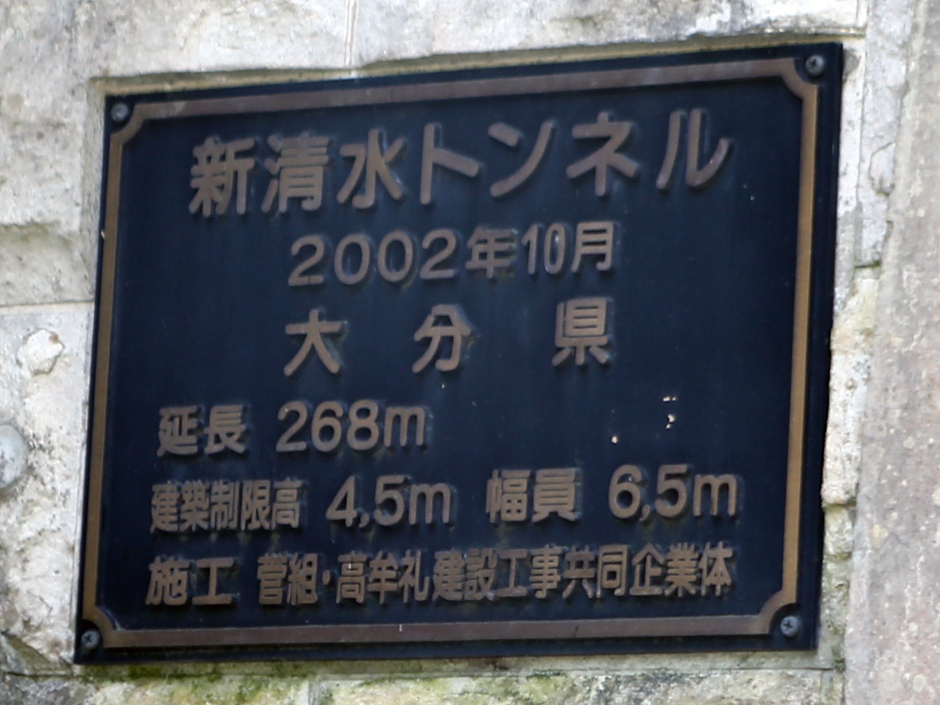 新清水トンネル
2002年10月
大分県
延長 268m
建築制限高 4,5m 幅員 6,5m
施工 菅組・高牟礼建設工事共同企業体